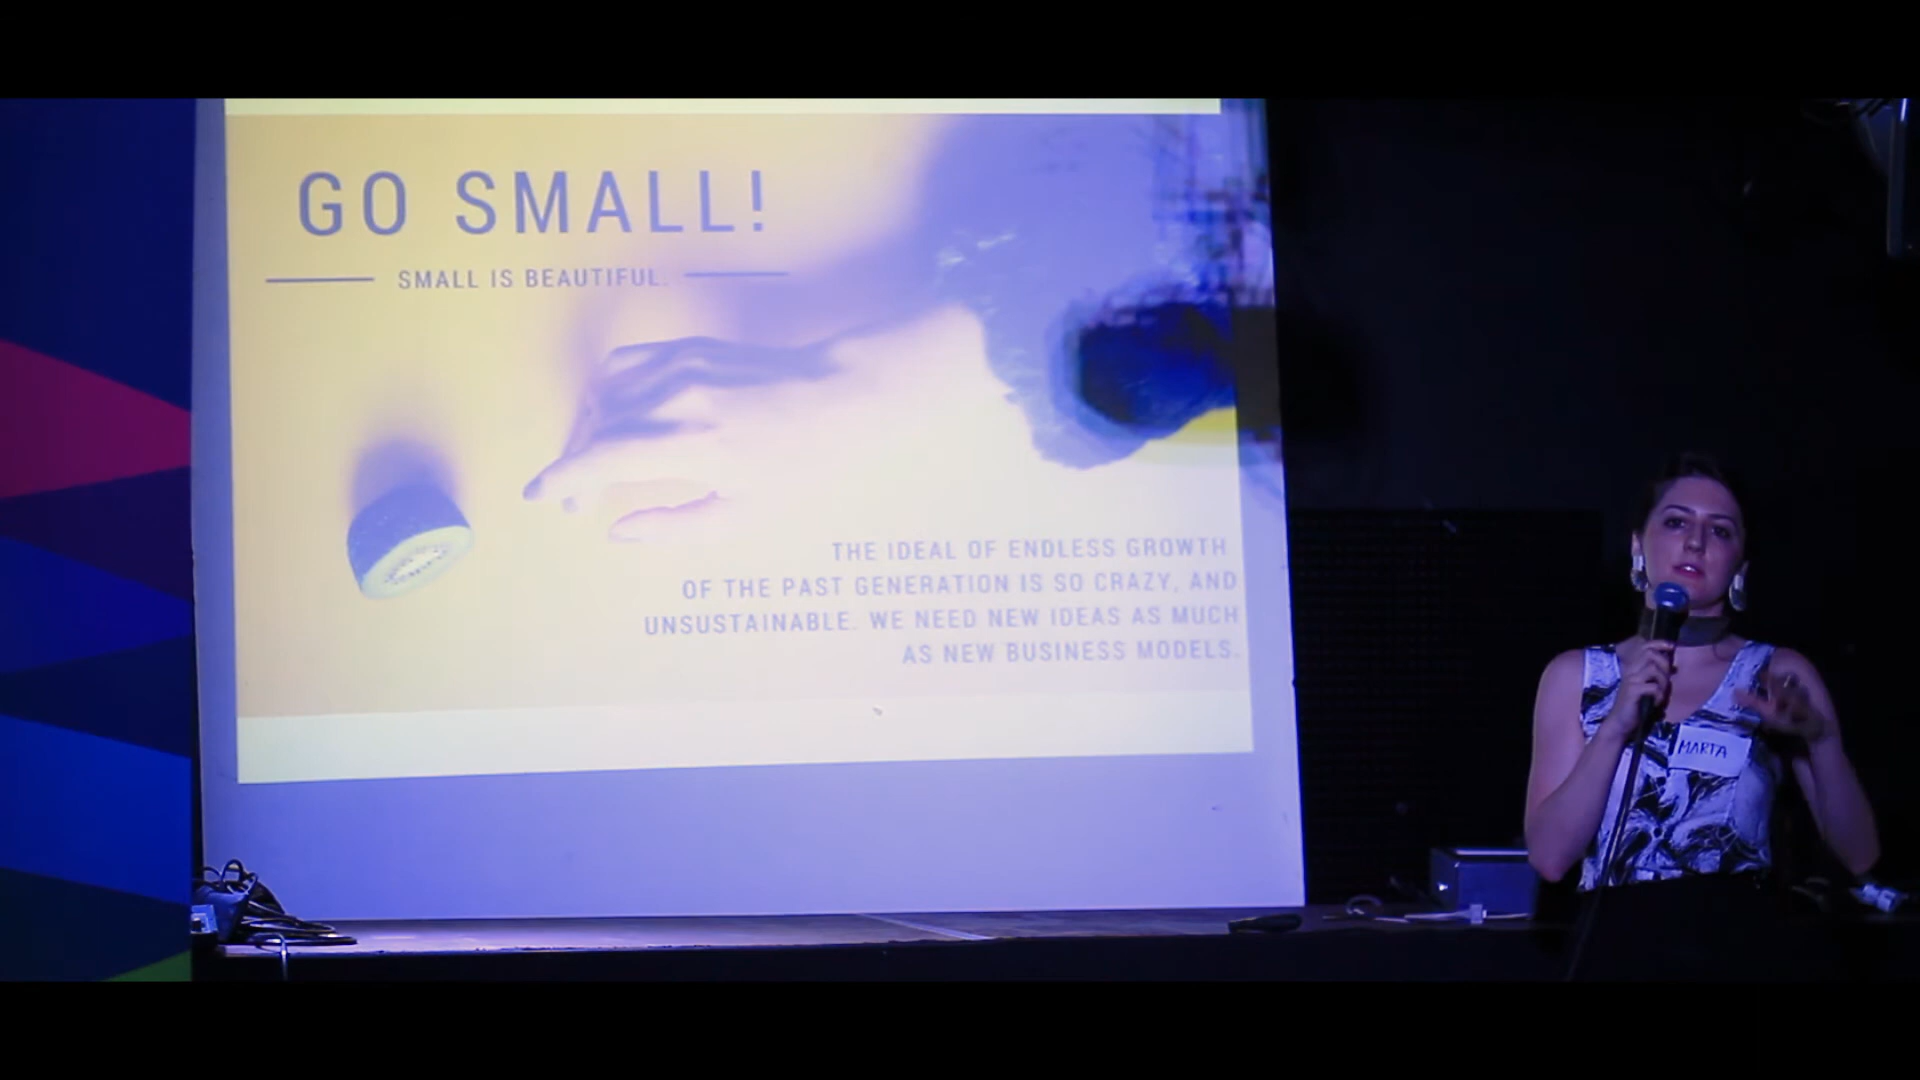 GO SMALL!
SMALL IS BEAUTIFUL.
THE IDEAL OF ENDLESS GROWTH
OF THE PAST GENERATION IS SO CRAZY, AND
UNSUSTAINABLE. WE NEED NEW IDEAS AS MUCH
AS NEW BUSINESS MODELS.
MARTA